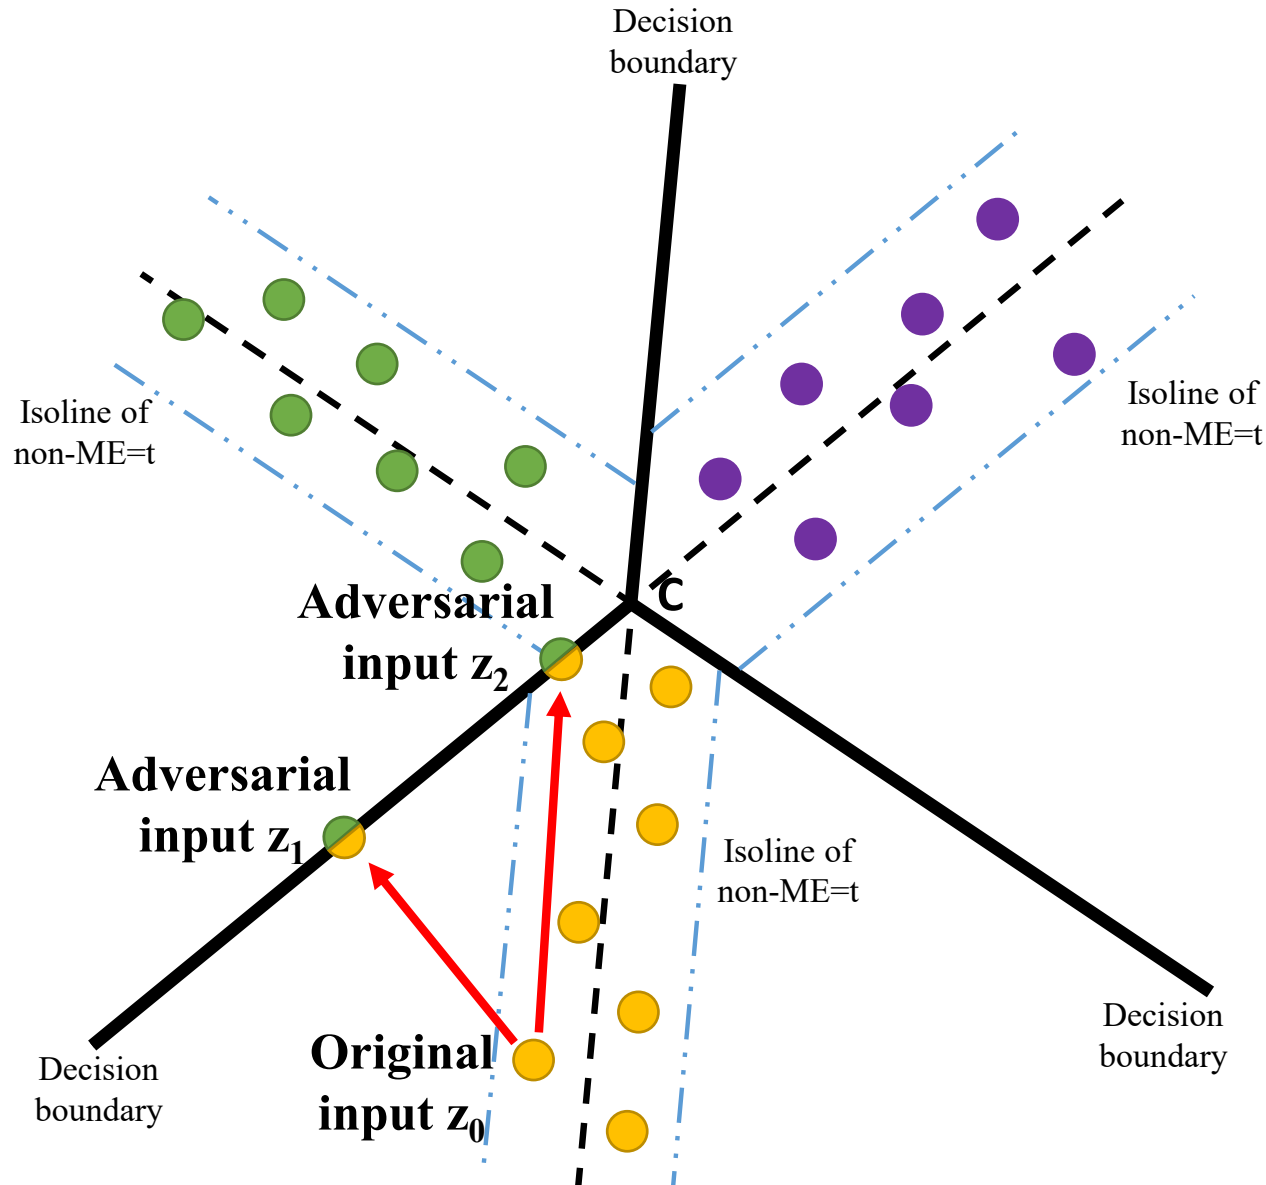 Decision
boundary
Isoline of
non-ME=t
Isoline of
non-ME=t
C
Adversarial
input z₂
Adversarial
input z₁
Isoline of
non-ME=t
Original
input z₀
Decision
boundary
Decision
boundary